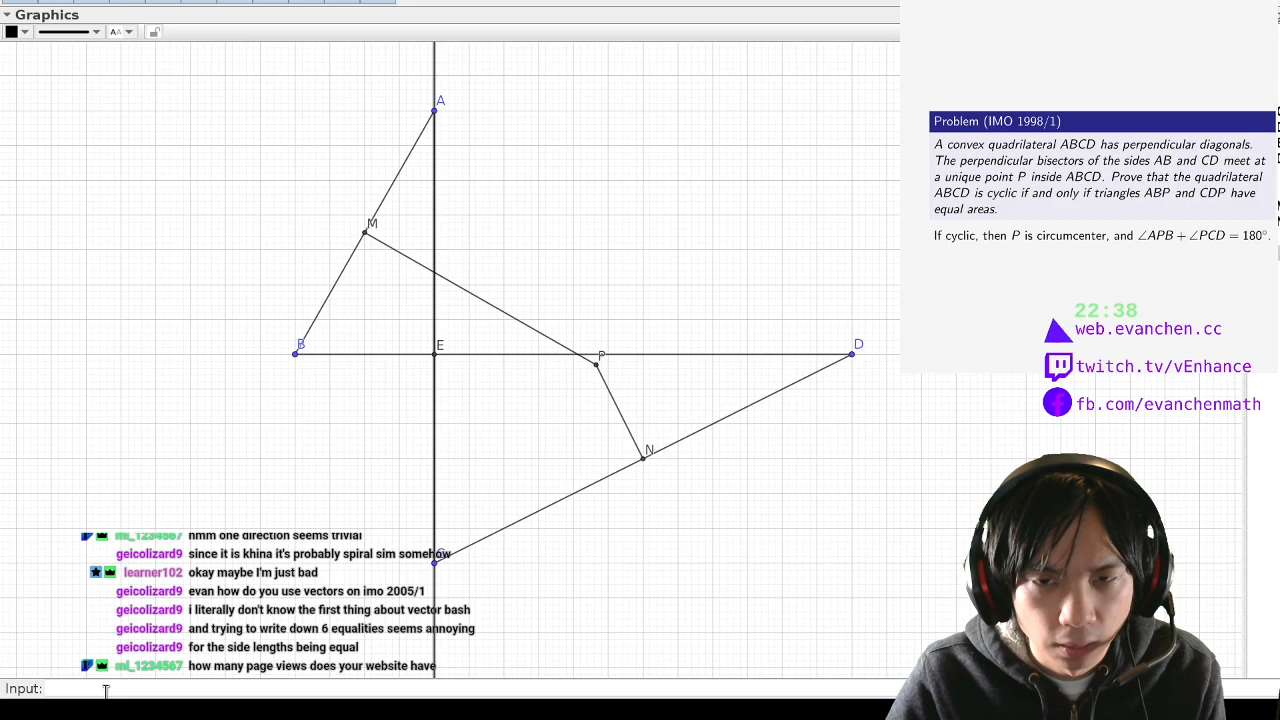 Graphics
AA
A
M
B
E
P
D
N
C
Problem (IMO 1998/1)
A convex quadrilateral ABCD has perpendicular diagonals.
The perpendicular bisectors of the sides AB and CD meet at
a unique point P inside ABCD. Prove that the quadrilateral
ABCD is cyclic if and only if triangles ABP and CDP have
equal areas.
If cyclic, then P is circumcenter, and ∠APB + ∠PCD = 180°.
22:38
web.evanchen.cc
twitch.tv/vEnhance
fb.com/evanchenmath
ml_1234567 hmm one direction seems trivial
geicolizard9 since it is khina it's probably spiral sim somehow
learner102 okay maybe I'm just bad
geicolizard9 evan how do you use vectors on imo 2005/1
geicolizard9 i literally don't know the first thing about vector bash
geicolizard9 and trying to write down 6 equalities seems annoying
geicolizard9 for the side lengths being equal
ml_1234567 how many page views does your website have
Input: